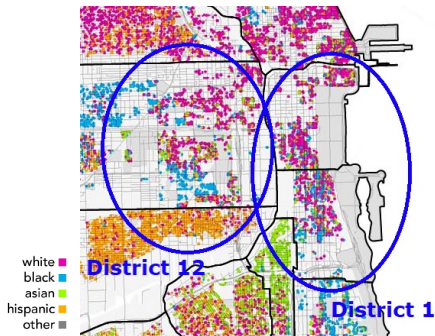 white
black
asian
hispanic
other
District 12
District 1